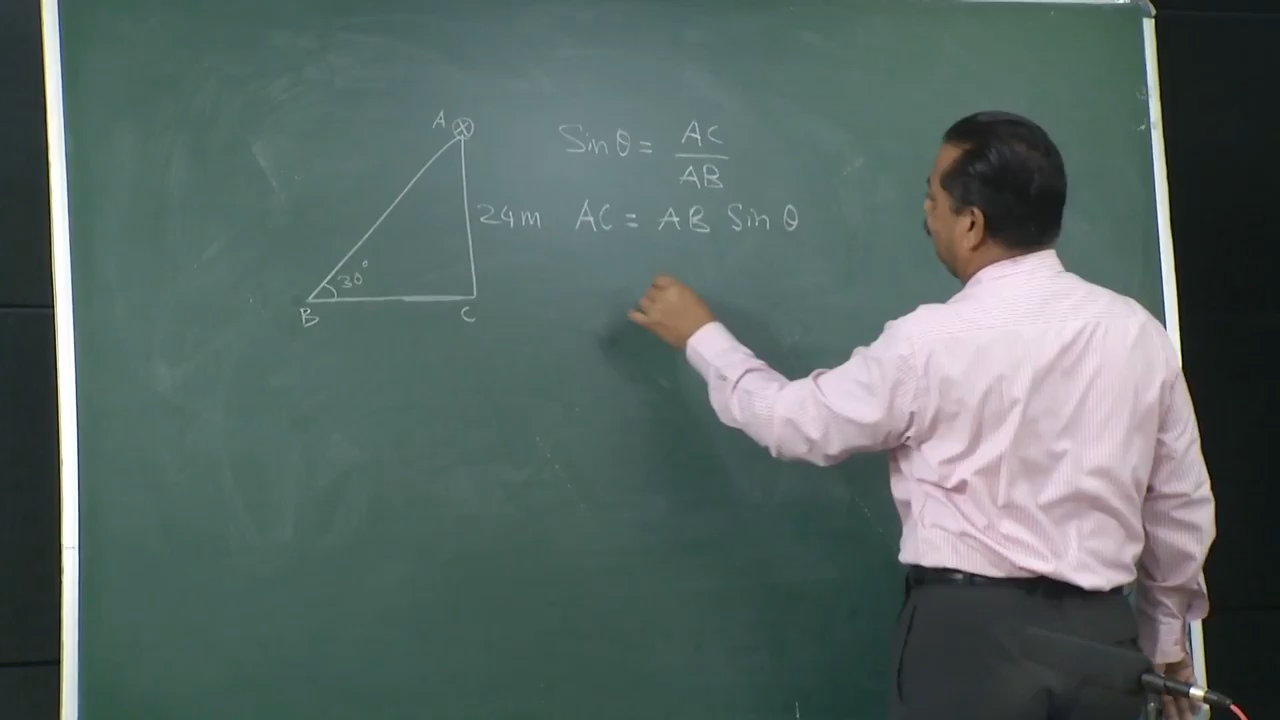 A
Sin θ = AC / AB
24m
AC = AB Sin θ
30°
B
C